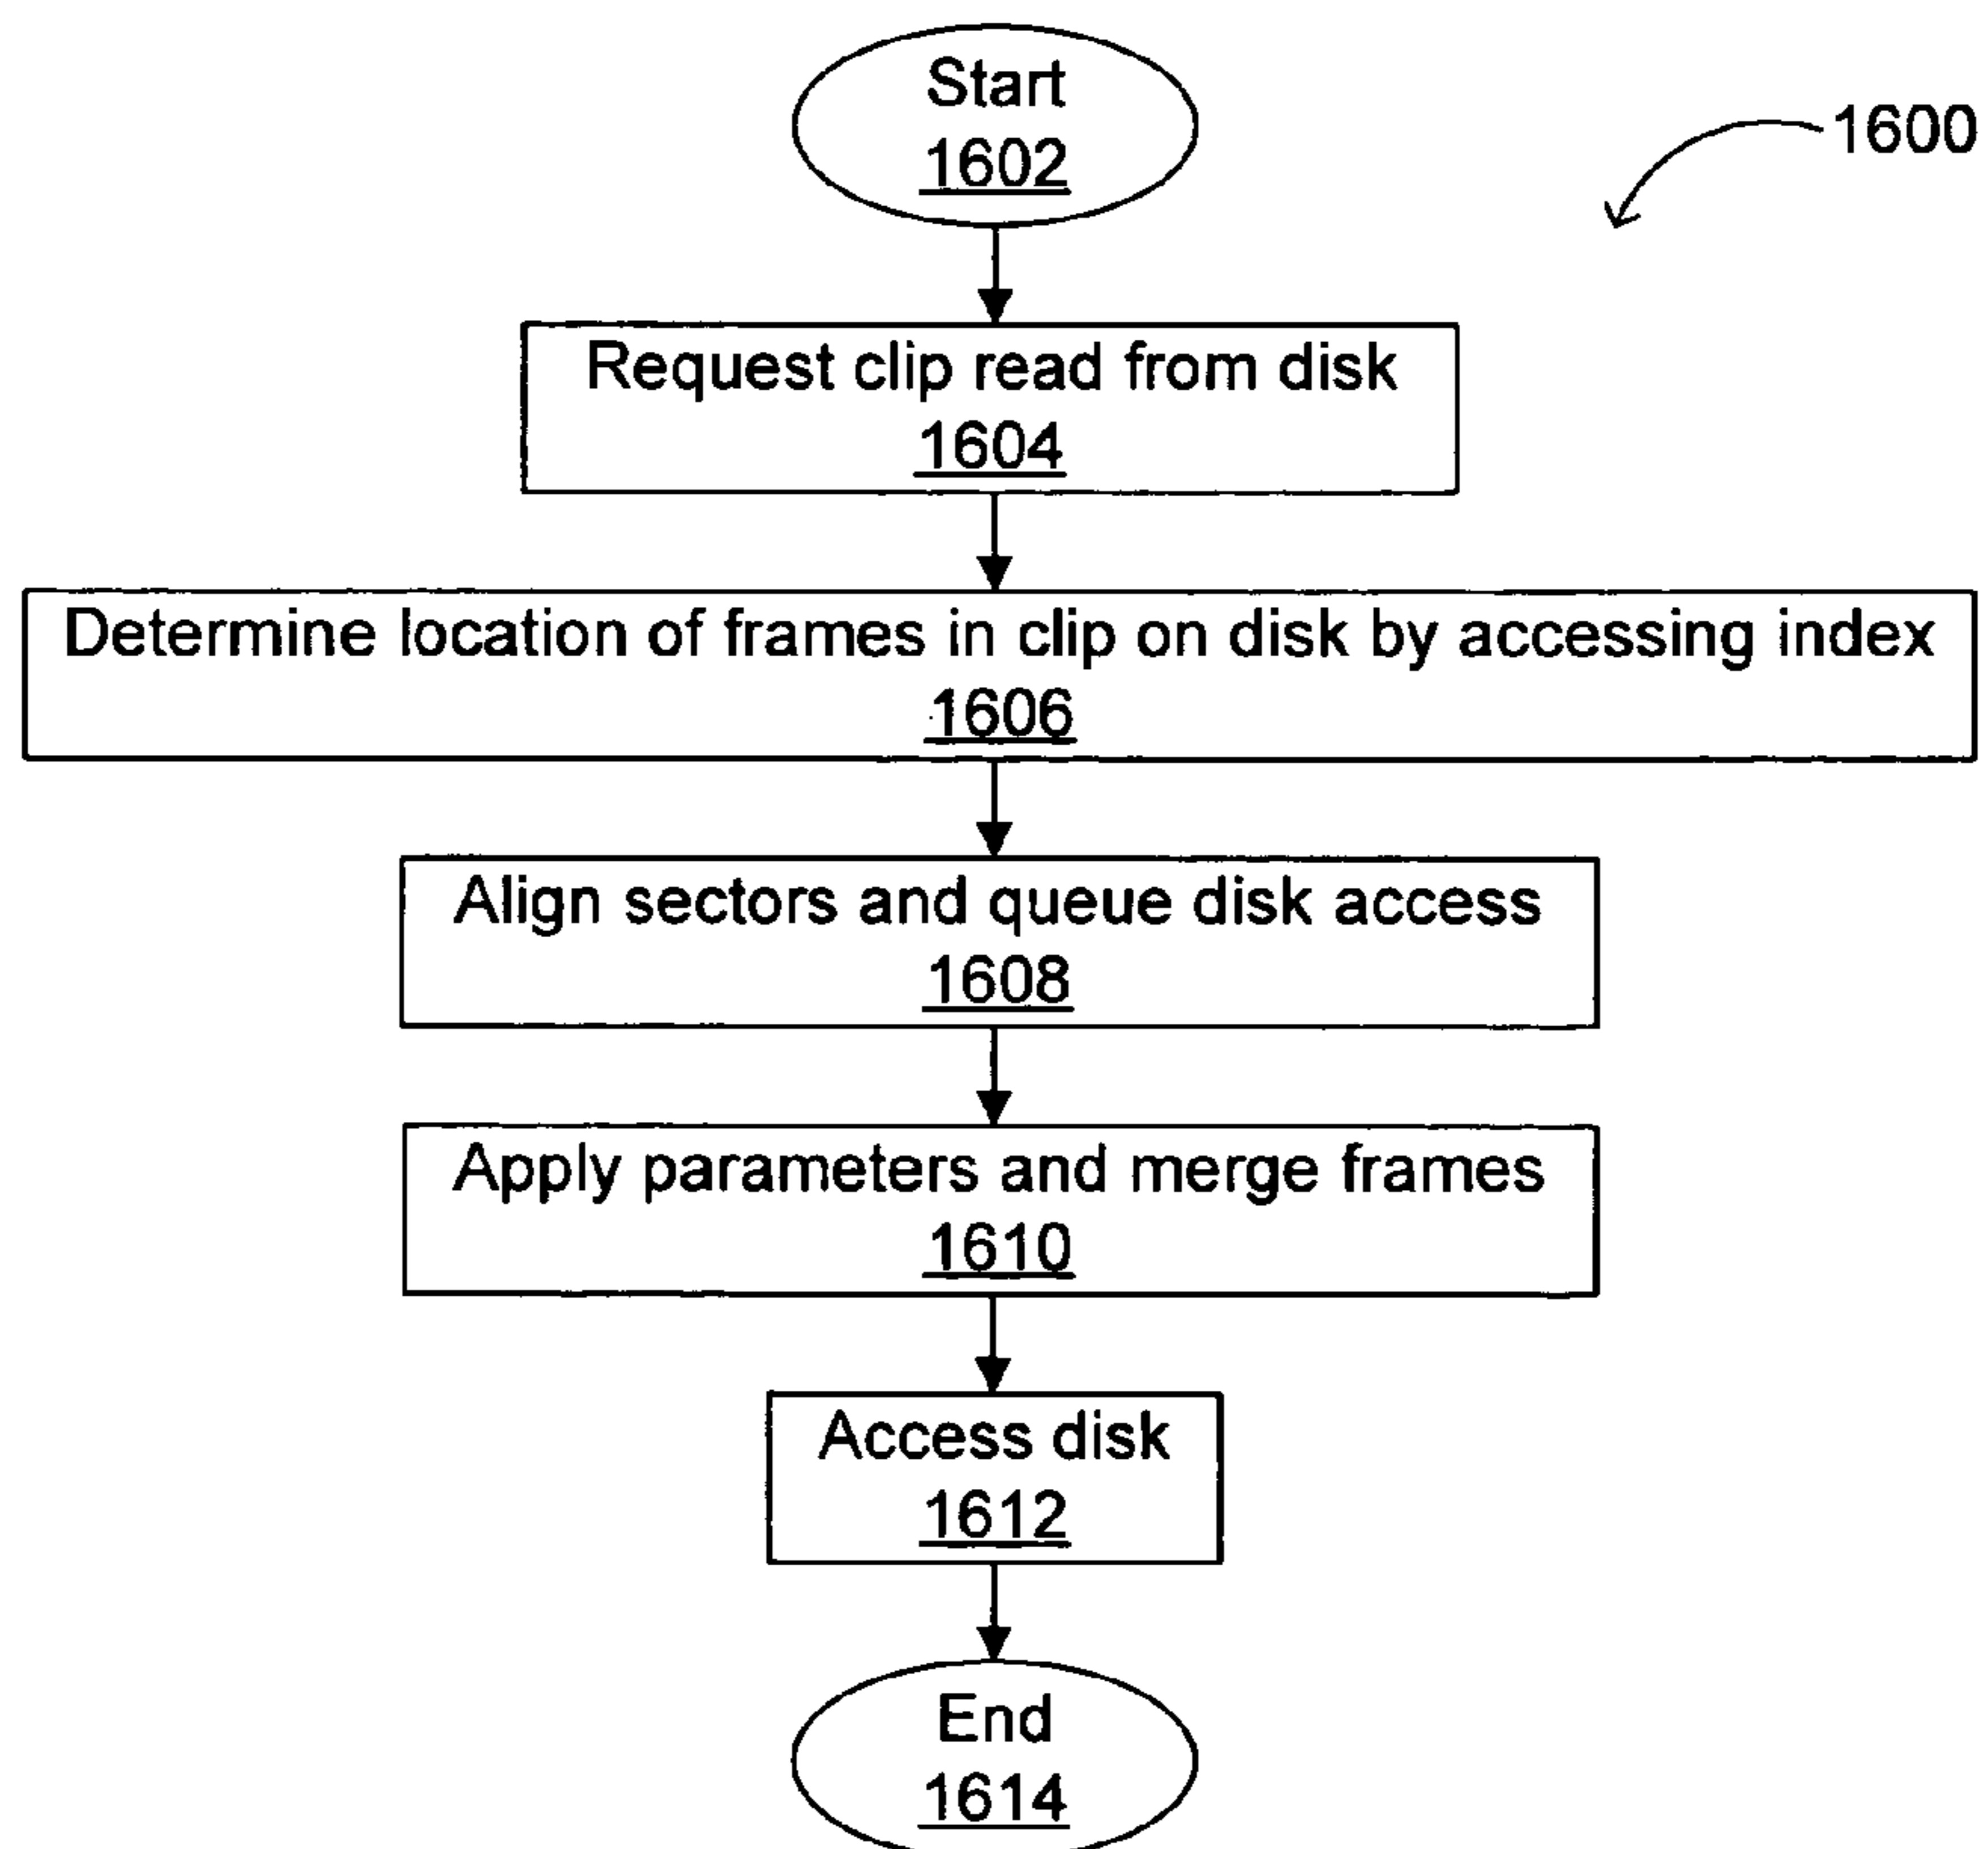 Start
1602
1600
Request clip read from disk
1604
Determine location of frames in clip on disk by accessing index
1606
Align sectors and queue disk access
1608
Apply parameters and merge frames
1610
Access disk
1612
End
1614